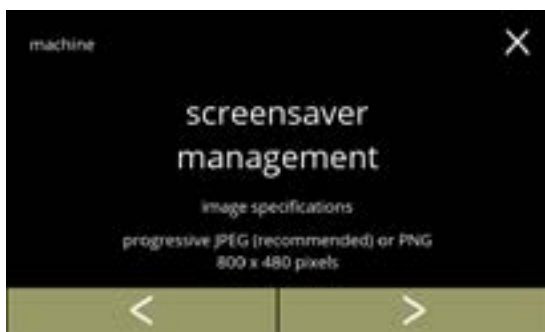 machine
screensaver
management
image specifications
progressive JPEG (recommended) or PNG
800 x 480 pixels